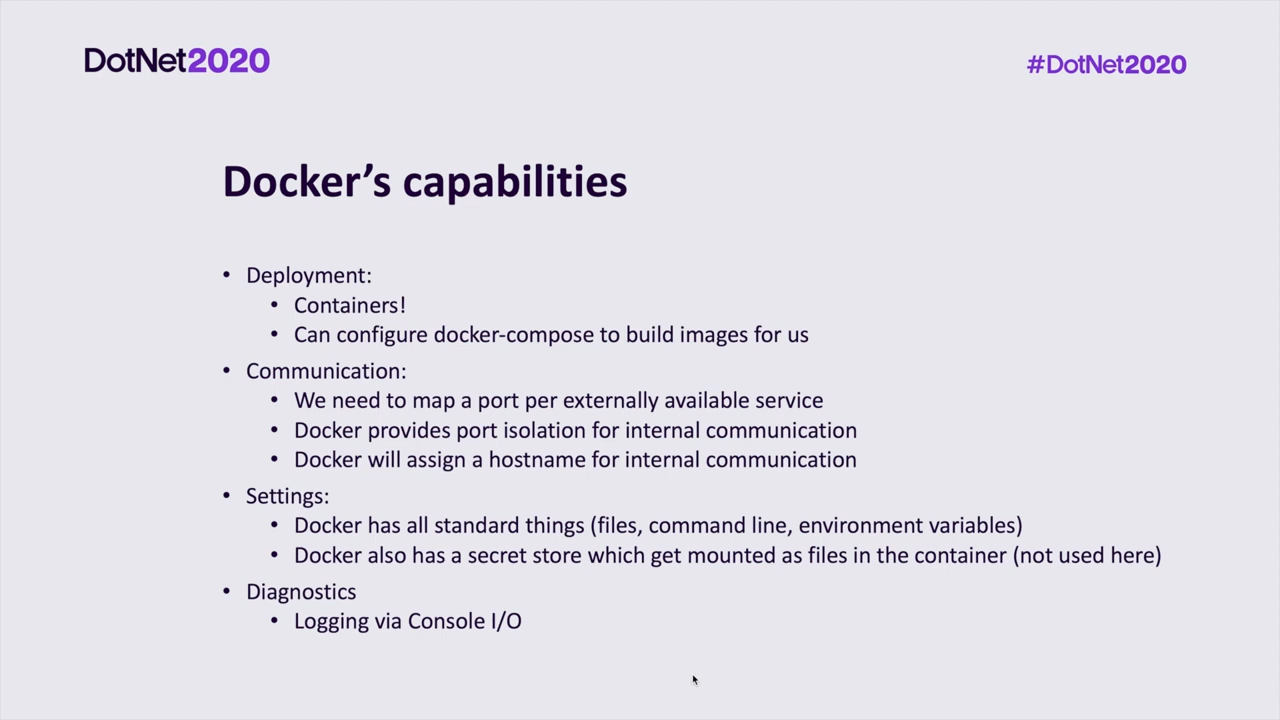 DotNet2020
#DotNet2020
Docker’s capabilities
• Deployment:
• Containers!
• Can configure docker-compose to build images for us
• Communication:
• We need to map a port per externally available service
• Docker provides port isolation for internal communication
• Docker will assign a hostname for internal communication
• Settings:
• Docker has all standard things (files, command line, environment variables)
• Docker also has a secret store which get mounted as files in the container (not used here)
• Diagnostics
• Logging via Console I/O